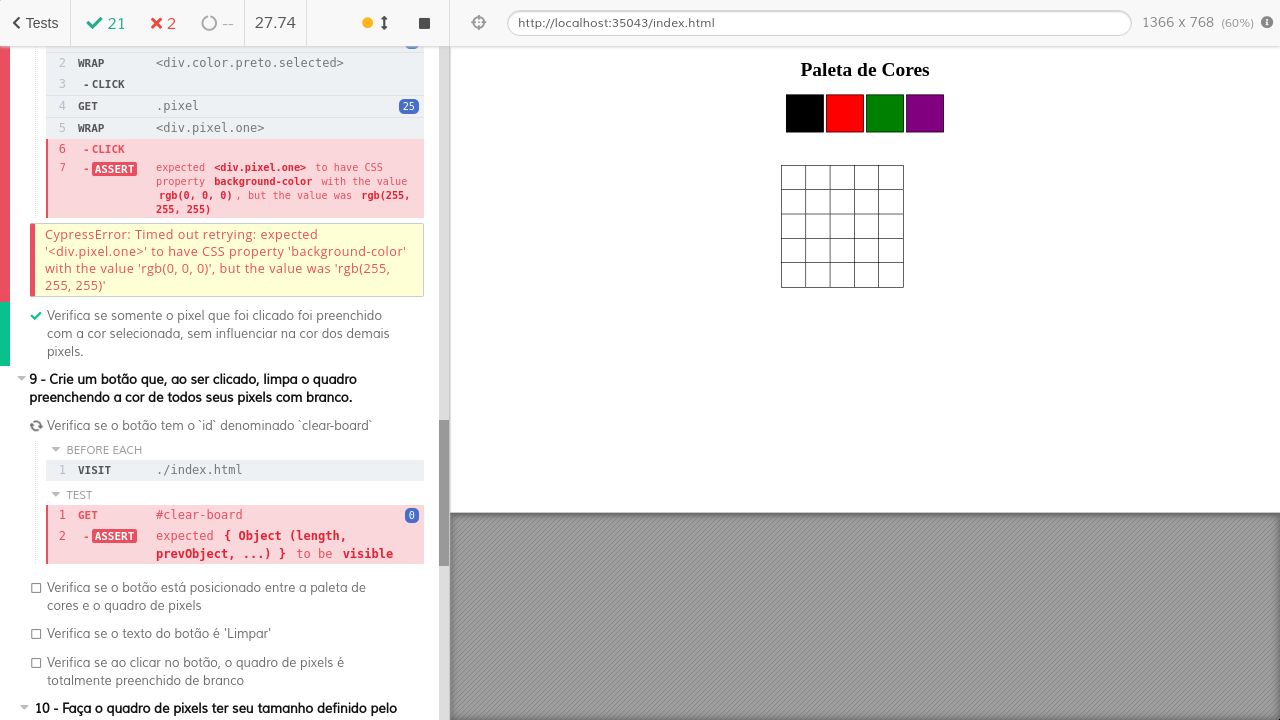 Tests
21
2
--
27.74
http://localhost:35043/index.html
1366 x 768 (60%)
2 WRAP <div.color.preto.selected>
3 - CLICK
4 GET .pixel 25
5 WRAP <div.pixel.one>
6 - CLICK
7 - ASSERT expected <div.pixel.one> to have CSS
property background-color with the value
rgb(0, 0, 0) , but the value was rgb(255,
255, 255)
CypressError: Timed out retrying: expected
'<div.pixel.one>' to have CSS property 'background-color'
with the value 'rgb(0, 0, 0)', but the value was 'rgb(255,
255, 255)'
Verifica se somente o pixel que foi clicado foi preenchido
com a cor selecionada, sem influenciar na cor dos demais
pixels.
9 - Crie um botão que, ao ser clicado, limpa o quadro
preenchendo a cor de todos seus pixels com branco.
Verifica se o botão tem o `id` denominado `clear-board`
BEFORE EACH
1 VISIT ./index.html
TEST
1 GET #clear-board 0
2 - ASSERT expected { Object (length,
prevObject, ...) } to be visible
Verifica se o botão está posicionado entre a paleta de
cores e o quadro de pixels
Verifica se o texto do botão é 'Limpar'
Verifica se ao clicar no botão, o quadro de pixels é
totalmente preenchido de branco
10 - Faça o quadro de pixels ter seu tamanho definido pelo
Paleta de Cores